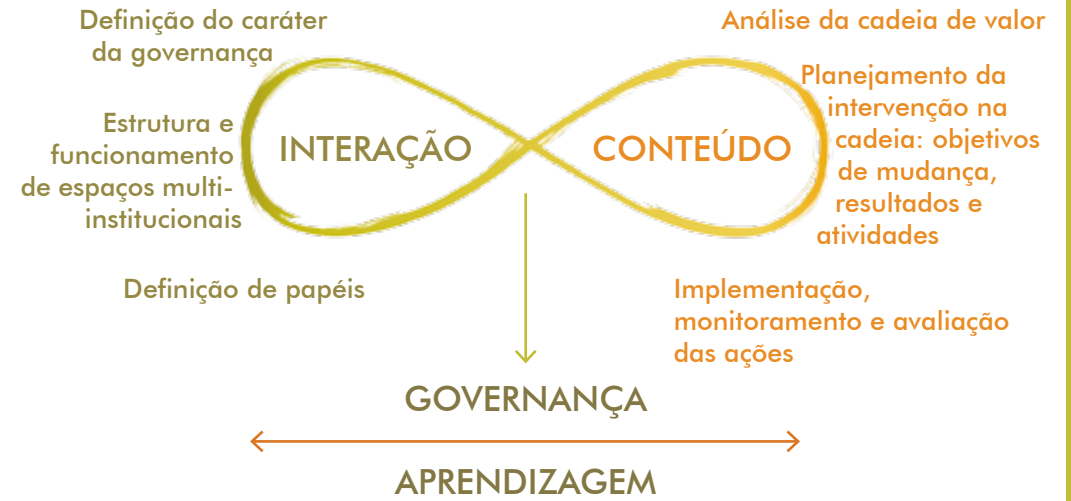 Definição do caráter
da governança
Estrutura e
funcionamento
de espaços multi-
institucionais
Definição de papéis
INTERAÇÃO
CONTEÚDO
Análise da cadeia de valor
Planejamento da
intervenção na
cadeia: objetivos
de mudança,
resultados e
atividades
Implementação,
monitoramento e avaliação
das ações
GOVERNANÇA
APRENDIZAGEM